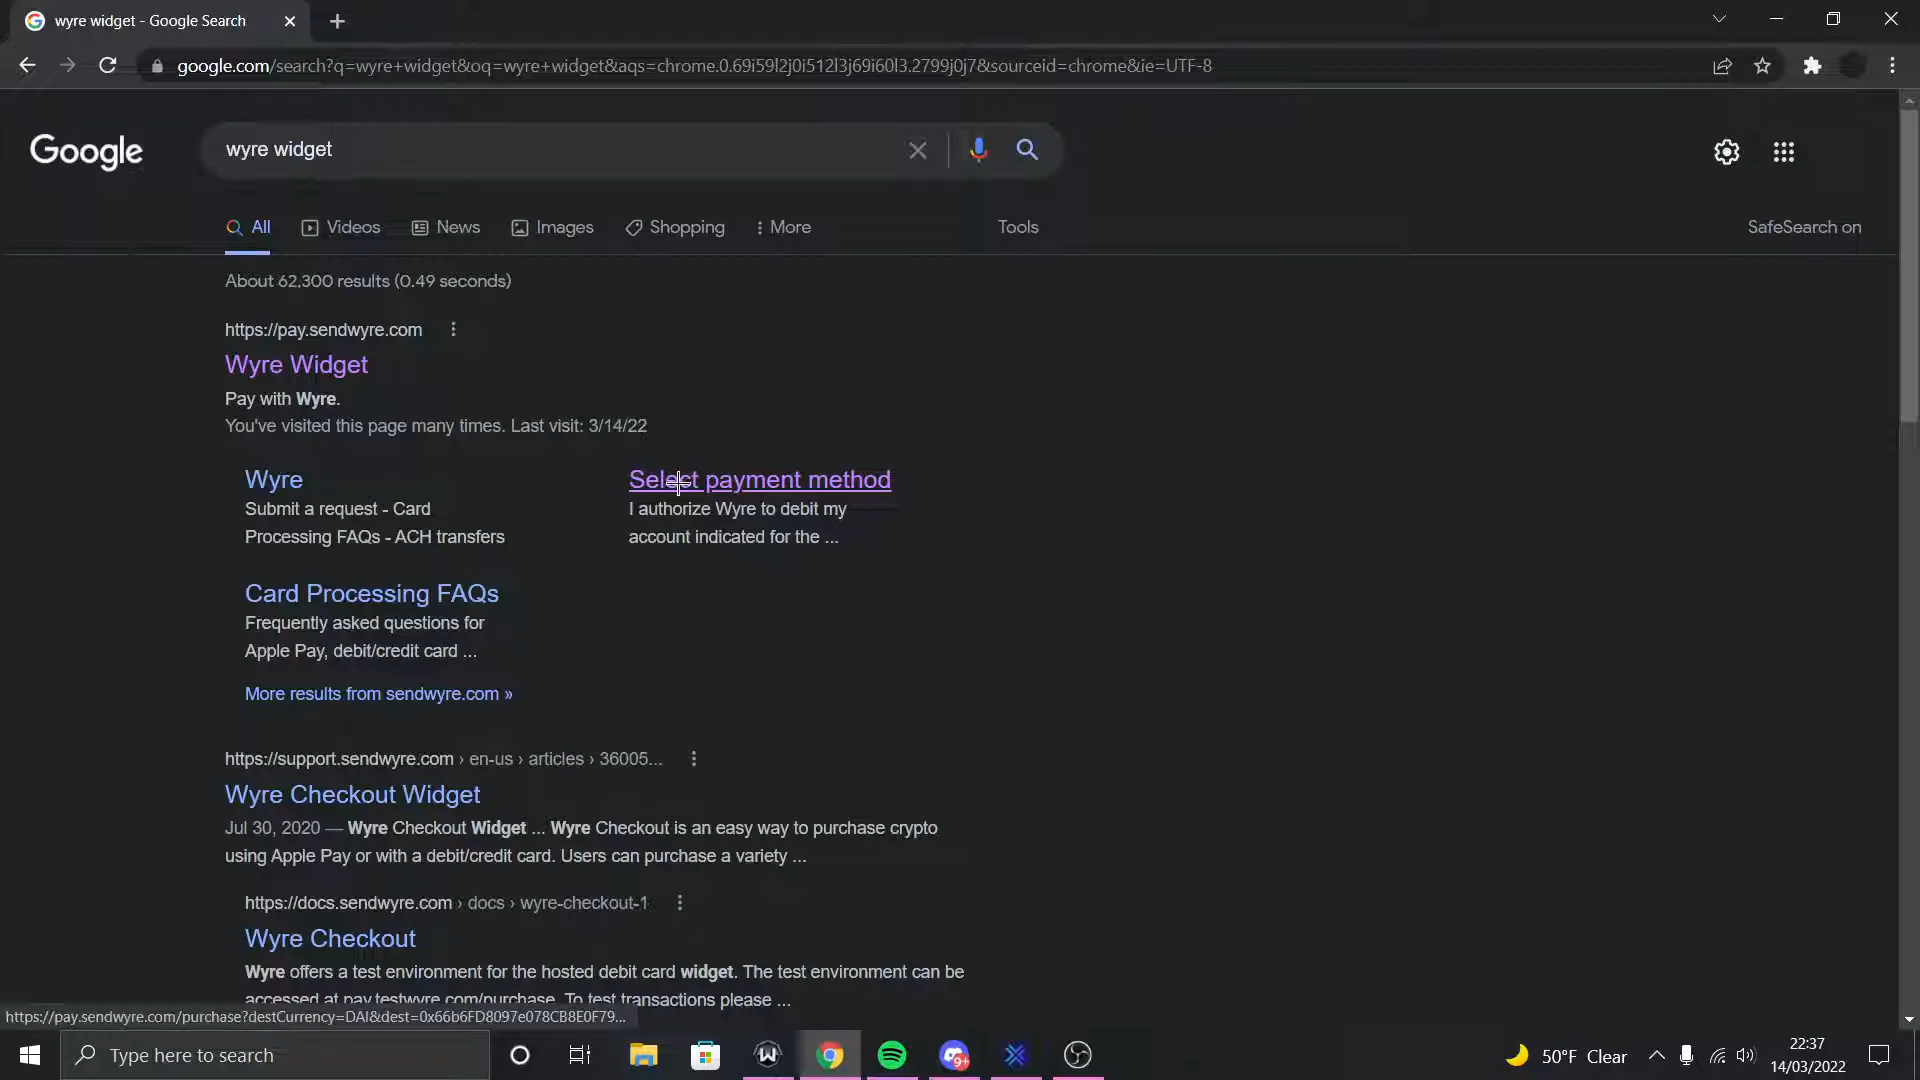 wyre widget - Google Search
google.com/search?q=wyre+widget&oq=wyre+widget&aqs=chrome.0.69i59l2j0i512l3j69i60l3.2799j0j7&sourceid=chrome&ie=UTF-8
Google
wyre widget
All Videos News Images Shopping More Tools SafeSearch on
About 62,300 results (0.49 seconds)
https://pay.sendwyre.com
Wyre Widget
Pay with Wyre.
You've visited this page many times. Last visit: 3/14/22
Wyre
Submit a request - Card
Processing FAQs - ACH transfers
Select payment method
I authorize Wyre to debit my
account indicated for the ...
Card Processing FAQs
Frequently asked questions for
Apple Pay, debit/credit card ...
More results from sendwyre.com »
https://support.sendwyre.com › en-us › articles › 36005...
Wyre Checkout Widget
Jul 30, 2020 — Wyre Checkout Widget ... Wyre Checkout is an easy way to purchase crypto
using Apple Pay or with a debit/credit card. Users can purchase a variety ...
https://docs.sendwyre.com › docs › wyre-checkout-1
Wyre Checkout
Wyre offers a test environment for the hosted debit card widget. The test environment can be
accessed at pay.testwyre.com/purchase. To test transactions please ...
https://pay.sendwyre.com/purchase?destCurrency=DAI&dest=0x66b6FD8097e078CB8E0F79...
Type here to search
9+
50°F Clear
22:37
14/03/2022